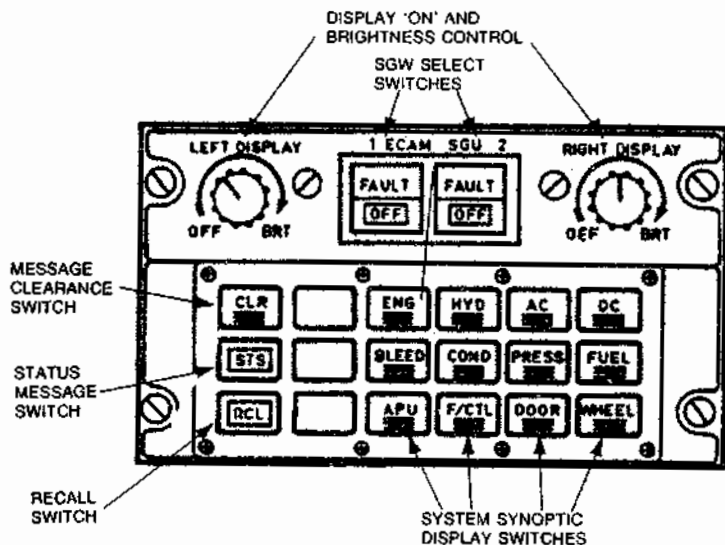 DISPLAY 'ON' AND
BRIGHTNESS CONTROL
SGW SELECT
SWITCHES
LEFT DISPLAY
1 ECAM SGU 2
RIGHT DISPLAY
FAULT
FAULT
OFF
OFF
OFF
BRT
OFF
BRT
MESSAGE
CLEARANCE
SWITCH
CLR
ENG
HYD
AC
DC
STATUS
MESSAGE
SWITCH
STS
BLEED
COND
PRESS
FUEL
RCL
APU
F/CTL
DOOR
WHEEL
RECALL
SWITCH
SYSTEM SYNOPTIC
DISPLAY SWITCHES